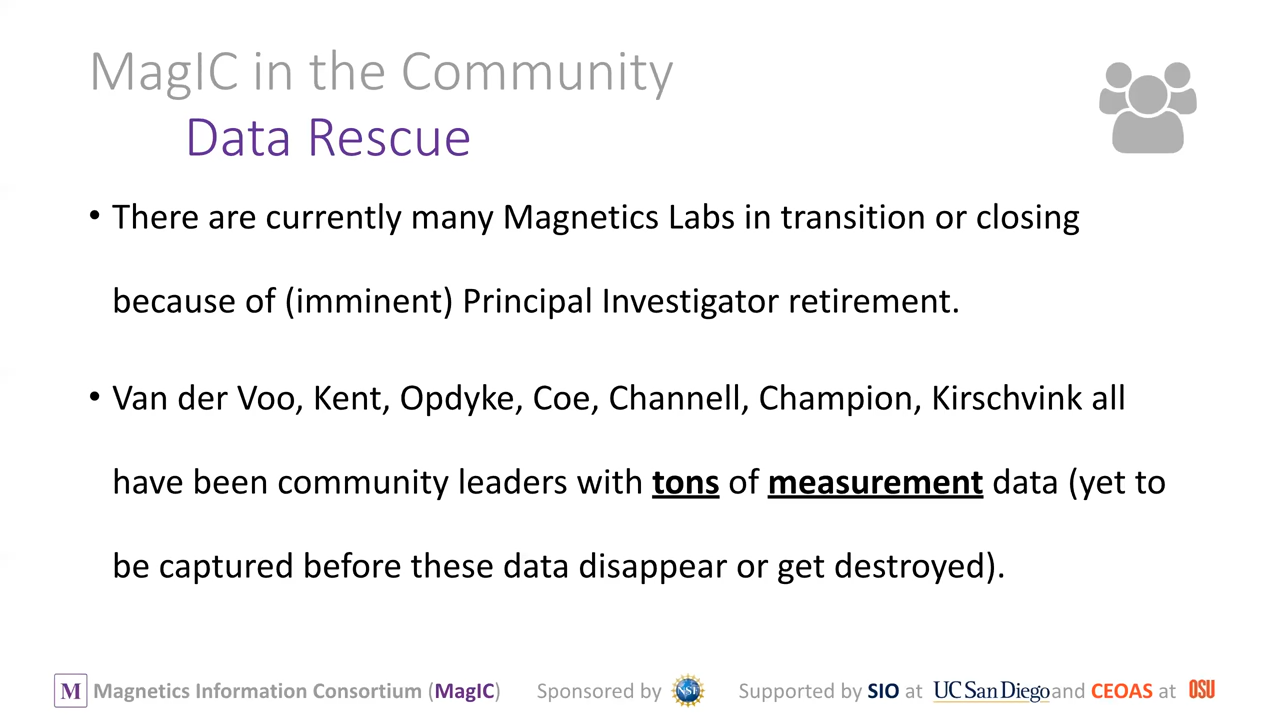 MagIC in the Community
Data Rescue
• There are currently many Magnetics Labs in transition or closing
because of (imminent) Principal Investigator retirement.
• Van der Voo, Kent, Opdyke, Coe, Channell, Champion, Kirschvink all
have been community leaders with tons of measurement data (yet to
be captured before these data disappear or get destroyed).
M Magnetics Information Consortium (MagIC) Sponsored by NSF Supported by SIO at UC San Diego and CEOAS at OSU